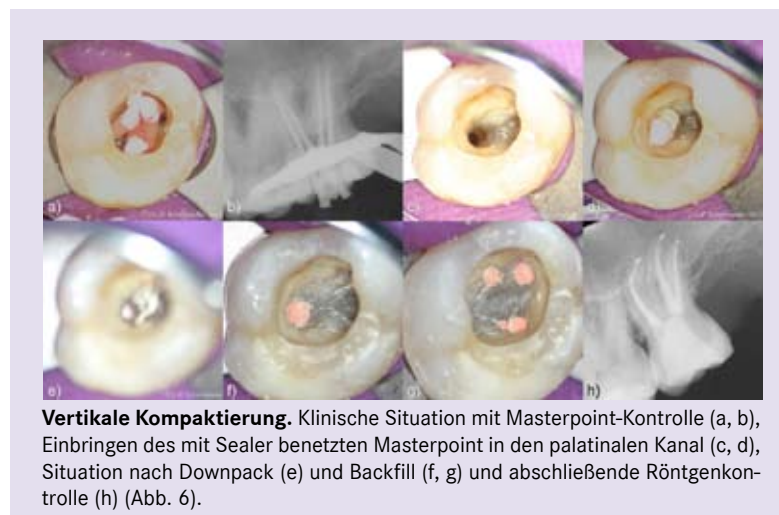 a)
b)
c)
d)
e)
f)
g)
h)
Vertikale Kompaktierung. Klinische Situation mit Masterpoint-Kontrolle (a, b),
Einbringen des mit Sealer benetzten Masterpoint in den palatinalen Kanal (c, d),
Situation nach Downpack (e) und Backfill (f, g) und abschließende Röntgenkon-
trolle (h) (Abb. 6).